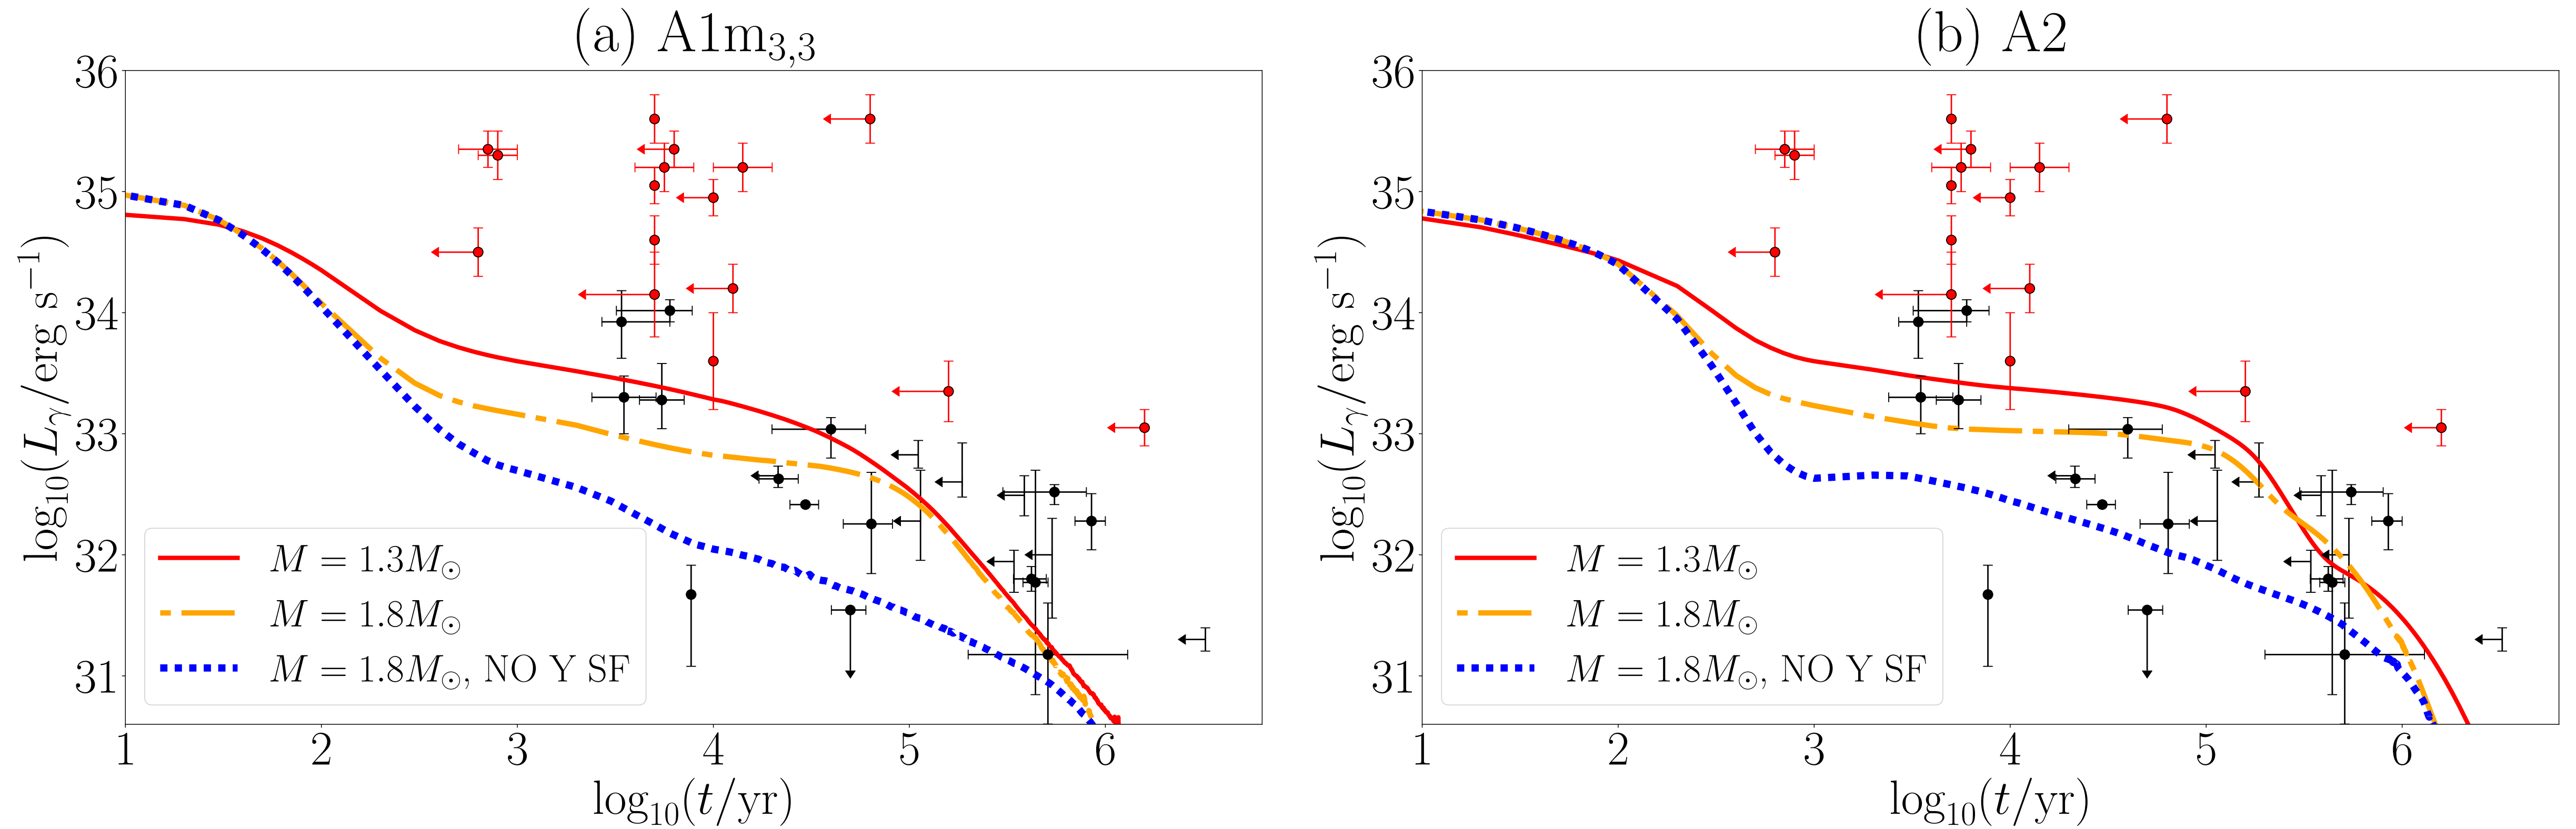 (a) A1m₃,₃
36
35
34
33
32
31
log₁₀(Lγ/erg s⁻¹)
M = 1.3M⊙
M = 1.8M⊙
M = 1.8M⊙, NO Y SF
1 2 3 4 5 6
log₁₀(t/yr)
(b) A2
36
35
34
33
32
31
log₁₀(Lγ/erg s⁻¹)
M = 1.3M⊙
M = 1.8M⊙
M = 1.8M⊙, NO Y SF
1 2 3 4 5 6
log₁₀(t/yr)